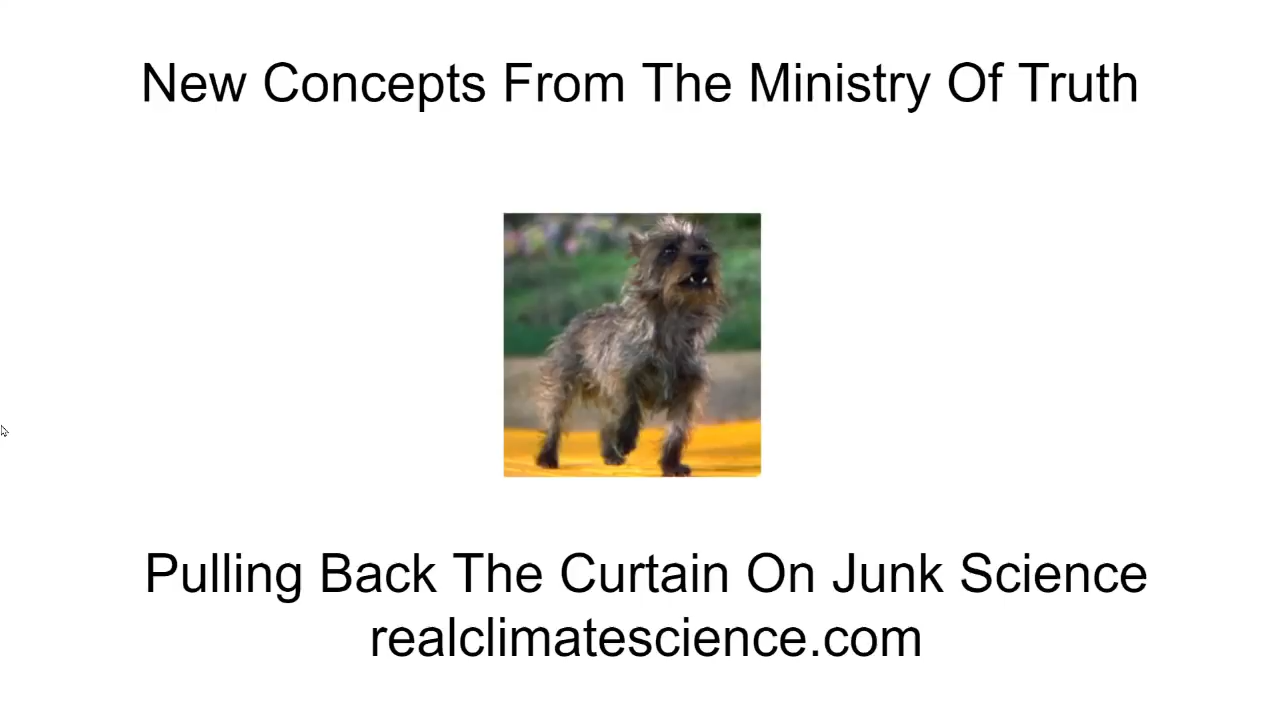 New Concepts From The Ministry Of Truth
Pulling Back The Curtain On Junk Science
realclimatescience.com